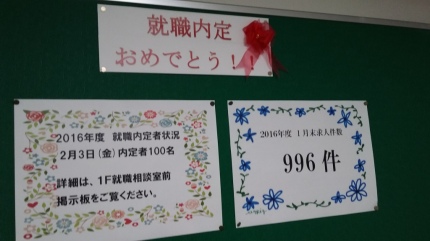 就職内定
おめでとう!!
2016年度 就職内定者状況
2月3日(金)内定者100名
詳細は、1F就職相談室前
掲示板をご覧ください。
2016年度 1月末求人件数
996 件